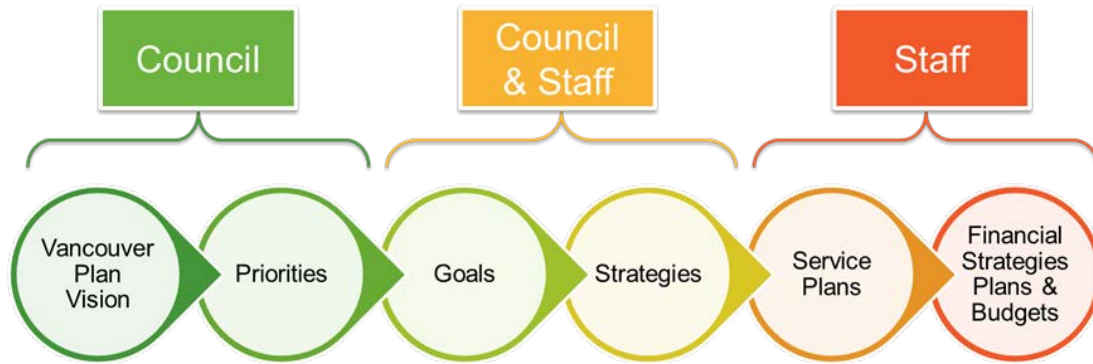 Council
Council
& Staff
Staff
Vancouver
Plan
Vision
Priorities
Goals
Strategies
Service
Plans
Financial
Strategies
Plans &
Budgets